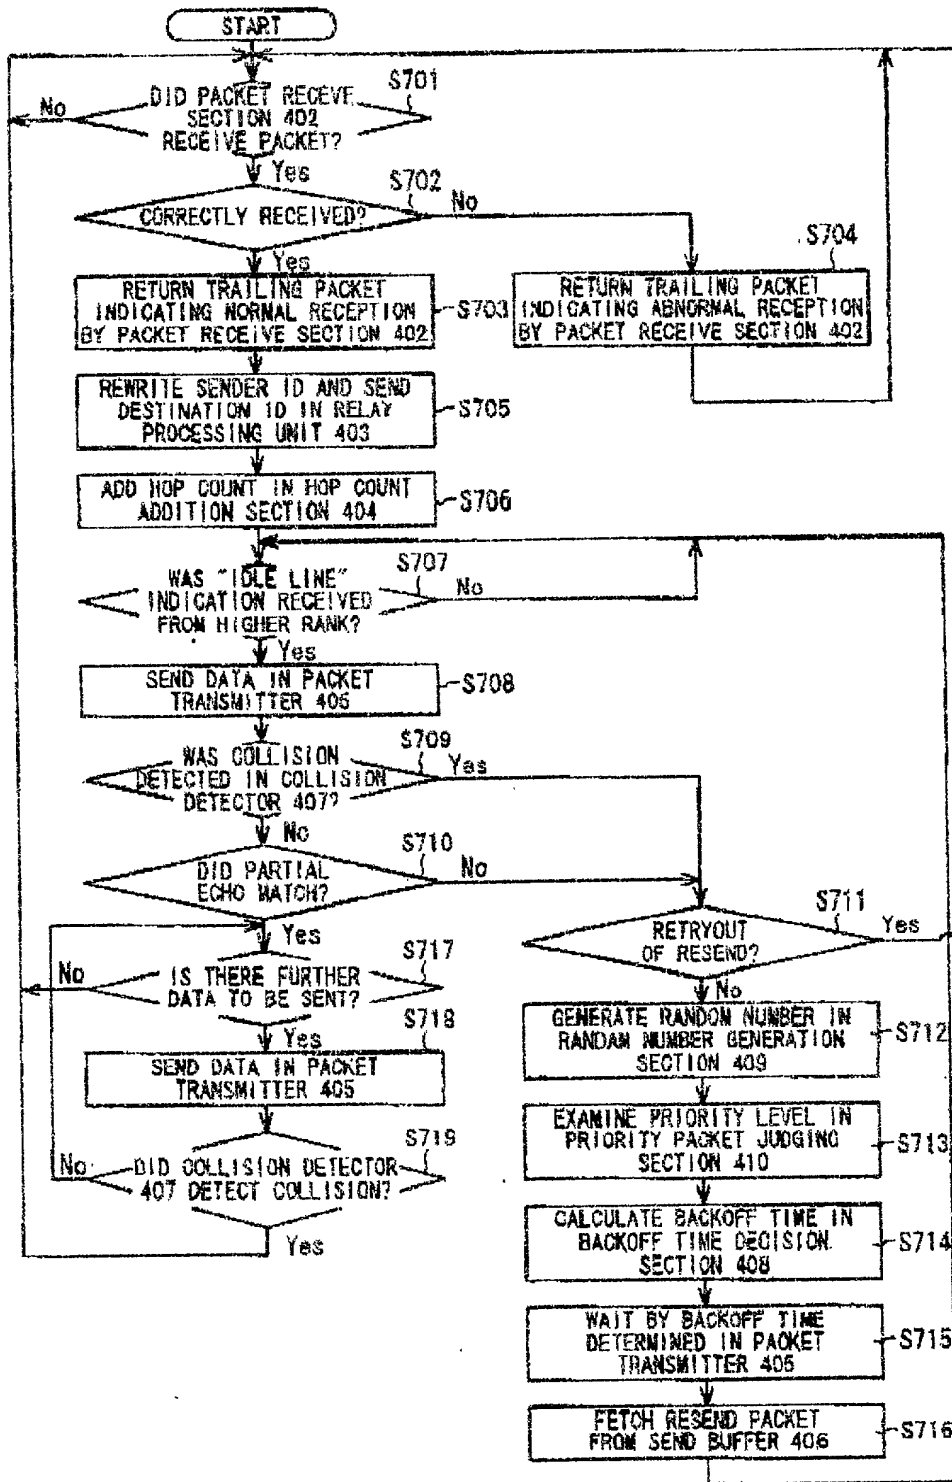 START
S701
DID PACKET RECEVE
SECTION 402
RECEIVE PACKET?
No
Yes
S702
CORRECTLY RECEIVED?
No
Yes
RETURN TRAILING PACKET
INDICATING NORMAL RECEPTION
BY PACKET RECEIVE SECTION 402
S703
S704
RETURN TRAILING PACKET
INDICATING ABNORMAL RECEPTION
BY PACKET RECEIVE SECTION 402
REWRITE SENDER ID AND SEND
DESTINATION ID IN RELAY
PROCESSING UNIT 403
S705
ADD HOP COUNT IN HOP COUNT
ADDITION SECTION 404
S706
S707
WAS "IDLE LINE"
INDICATION RECEIVED
FROM HIGHER RANK?
No
Yes
SEND DATA IN PACKET
TRANSMITTER 405
S708
S709
WAS COLLISION
DETECTED IN COLLISION
DETECTOR 407?
Yes
No
S710
DID PARTIAL
ECHO MATCH?
No
Yes
S711
RETRYOUT
OF RESEND?
Yes
No
S717
IS THERE FURTHER
DATA TO BE SENT?
No
Yes
S718
SEND DATA IN PACKET
TRANSMITTER 405
S719
DID COLLISION DETECTOR
407 DETECT COLLISION?
No
Yes
GENERATE RANDOM NUMBER IN
RANDAM NUMBER GENERATION
SECTION 409
S712
EXAMINE PRIORITY LEVEL IN
PRIORITY PACKET JUDGING
SECTION 410
S713
CALCULATE BACKOFF TIME IN
BACKOFF TIME DECISION
SECTION 408
S714
WAIT BY BACKOFF TIME
DETERMINED IN PACKET
TRANSMITTER 405
S715
FETCH RESEND PACKET
FROM SEND BUFFER 406
S716